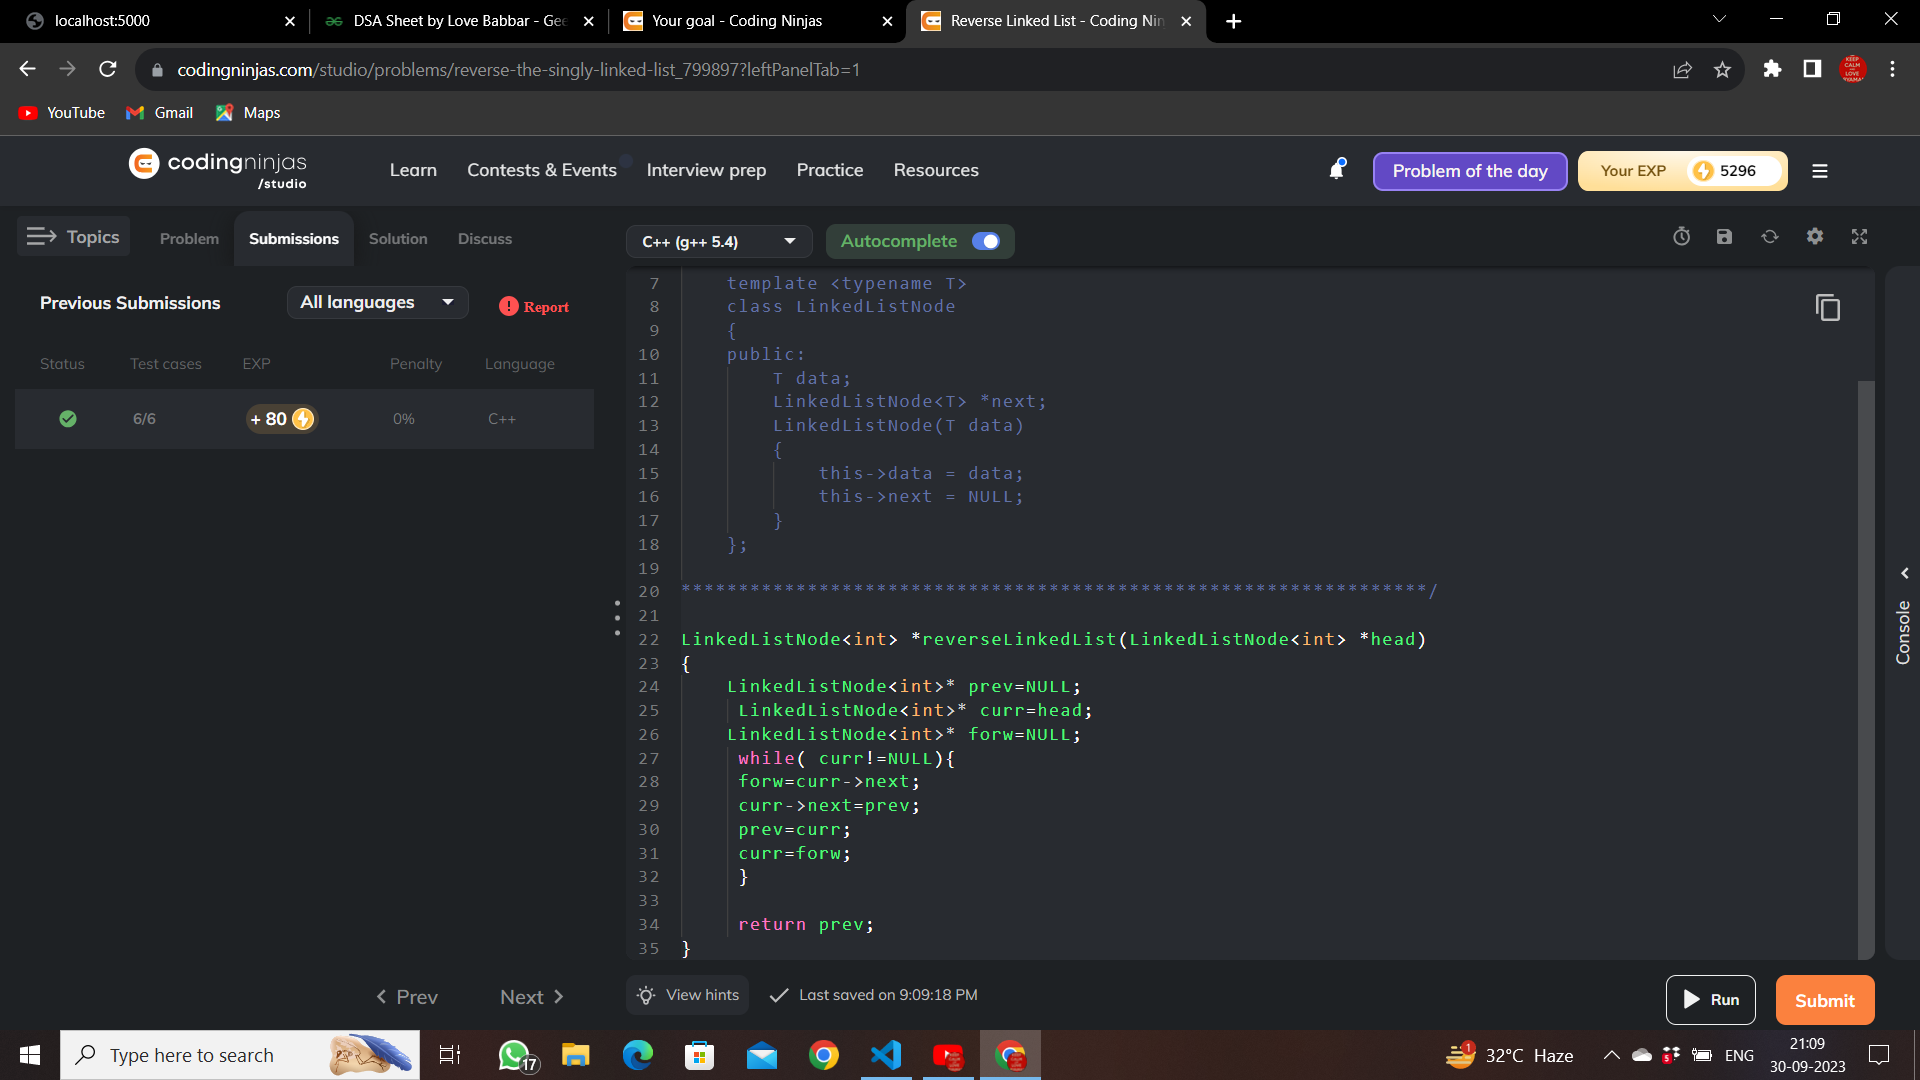 localhost:5000
DSA Sheet by Love Babbar - Gee
Your goal - Coding Ninjas
Reverse Linked List - Coding Nin
codingninjas.com/studio/problems/reverse-the-singly-linked-list_799897?leftPanelTab=1
YouTube
Gmail
Maps
codingninjas
/studio
Learn
Contests & Events
Interview prep
Practice
Resources
Problem of the day
Your EXP
5296
Topics
Problem
Submissions
Solution
Discuss
C++ (g++ 5.4)
Autocomplete
Previous Submissions
All languages
! Report
Status Test cases EXP Penalty Language
6/6 + 80 0% C++
7 template <typename T>
8 class LinkedListNode
9 {
10 public:
11 T data;
12 LinkedListNode<T> *next;
13 LinkedListNode(T data)
14 {
15 this->data = data;
16 this->next = NULL;
17 }
18 };
19
20 *****************************************************************/
21
22 LinkedListNode<int> *reverseLinkedList(LinkedListNode<int> *head)
23 {
24 LinkedListNode<int>* prev=NULL;
25 LinkedListNode<int>* curr=head;
26 LinkedListNode<int>* forw=NULL;
27 while( curr!=NULL){
28 forw=curr->next;
29 curr->next=prev;
30 prev=curr;
31 curr=forw;
32 }
33
34 return prev;
35 }
Console
Prev
Next
View hints
Last saved on 9:09:18 PM
Run
Submit
Type here to search
17
1
32°C Haze
5
ENG
21:09
30-09-2023